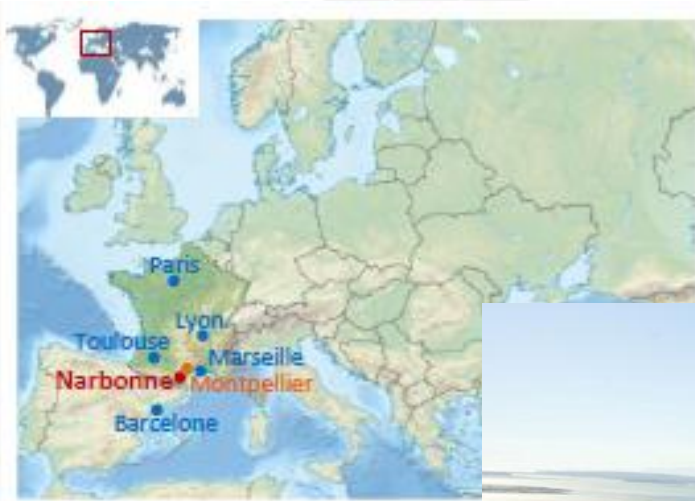 Paris
Lyon
Toulouse
Marseille
Narbonne
Montpellier
Barcelone